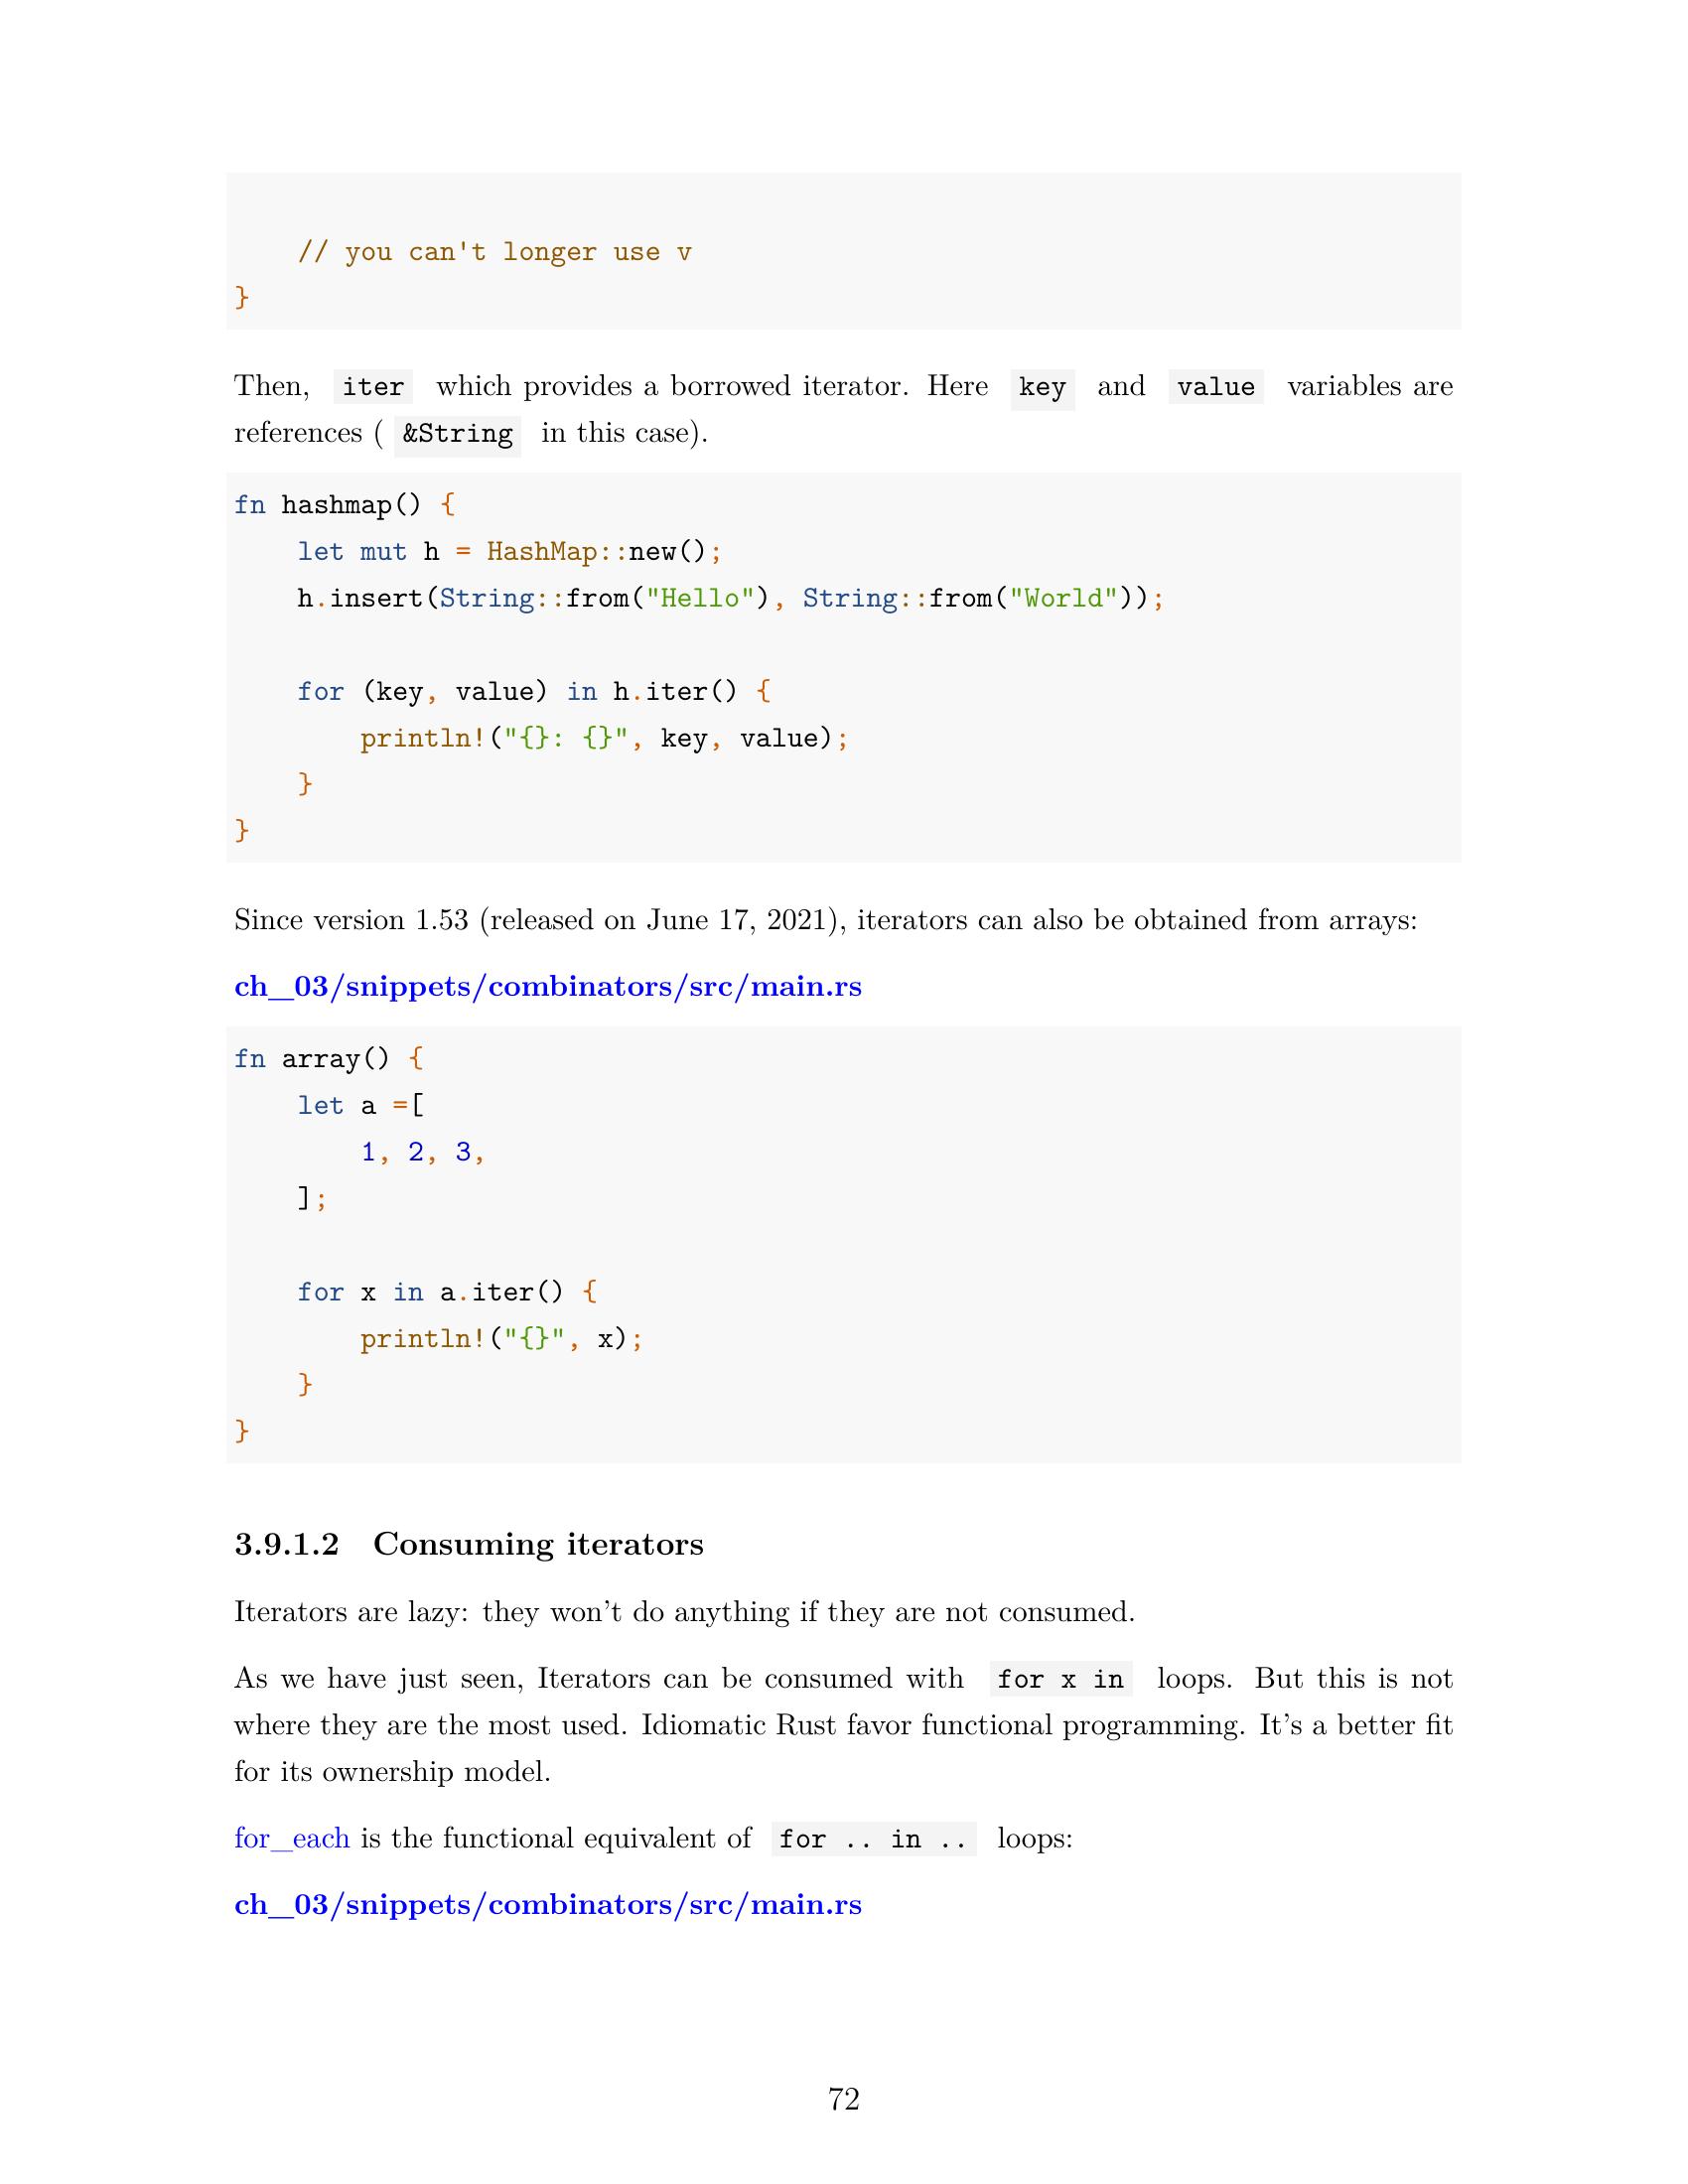 // you can't longer use v
}
Then, iter which provides a borrowed iterator. Here key and value variables are
references ( &String in this case).
fn hashmap() {
    let mut h = HashMap::new();
    h.insert(String::from("Hello"), String::from("World"));
    for (key, value) in h.iter() {
        println!("{}: {}", key, value);
    }
}
Since version 1.53 (released on June 17, 2021), iterators can also be obtained from arrays:
ch_03/snippets/combinators/src/main.rs
fn array() {
    let a =[
        1, 2, 3,
    ];
    for x in a.iter() {
        println!("{}", x);
    }
}
3.9.1.2 Consuming iterators
Iterators are lazy: they won't do anything if they are not consumed.
As we have just seen, Iterators can be consumed with for x in loops. But this is not
where they are the most used. Idiomatic Rust favor functional programming. It's a better fit
for its ownership model.
for_each is the functional equivalent of for .. in .. loops:
ch_03/snippets/combinators/src/main.rs
72